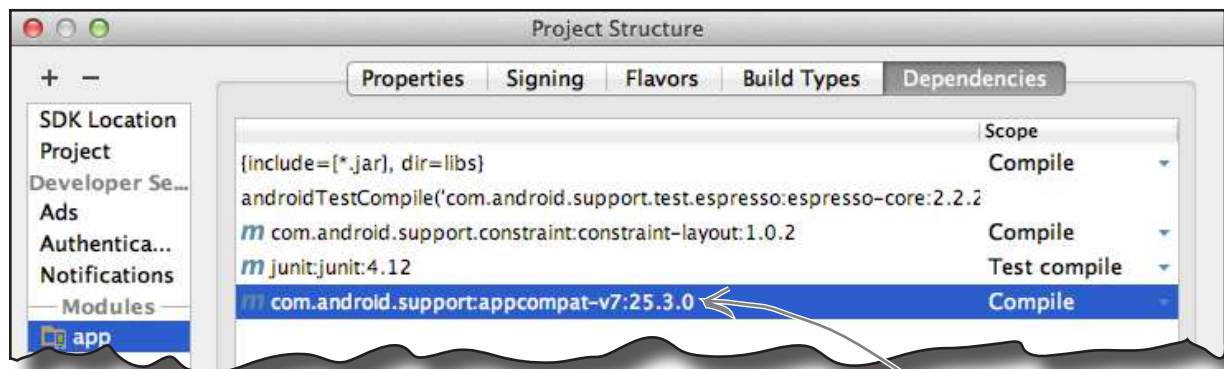 Project Structure
+ −
Properties Signing Flavors Build Types Dependencies
SDK Location
Project
Developer Se...
Ads
Authentica...
Notifications
Modules
app
Scope
{include=[*.jar], dir=libs} Compile
androidTestCompile('com.android.support.test.espresso:espresso-core:2.2.2
m com.android.support.constraint:constraint-layout:1.0.2 Compile
m junit:junit:4.12 Test compile
m com.android.support:appcompat-v7:25.3.0 Compile